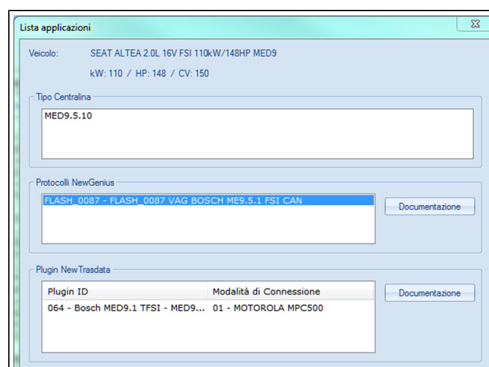 Lista applicazioni
Veicolo: SEAT ALTEA 2.0L 16V FSI 110kW/148HP MED9
kW: 110 / HP: 148 / CV: 150
Tipo Centralina
MED9.5.10
Protocolli NewGenius
FLASH_0087 - FLASH_0087 VAG BOSCH ME9.5.1 FSI CAN
Documentazione
Plugin NewTrasdata
Plugin ID Modalità di Connessione
Documentazione
064 - Bosch MED9.1 TFSI - MED9... 01 - MOTOROLA MPC500